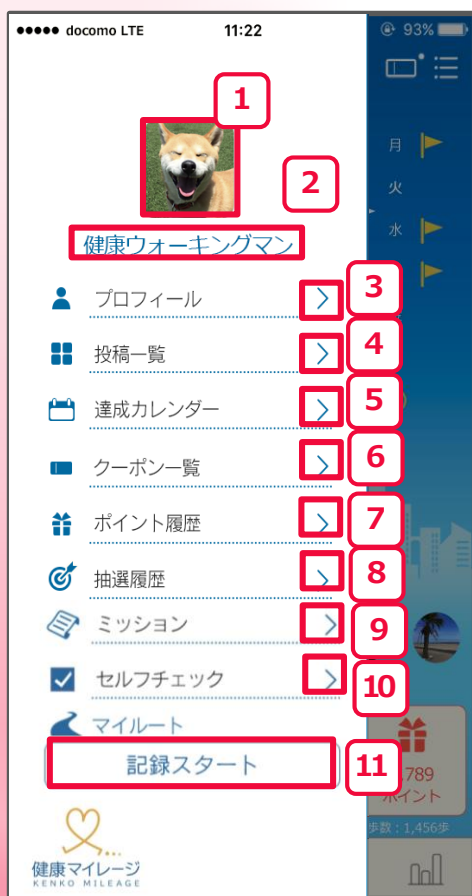 docomo LTE 11:22 93%
1
2
健康ウォーキングマン
月
火
水
プロフィール 3
投稿一覧 4
達成カレンダー 5
クーポン一覧 6
ポイント履歴 7
抽選履歴 8
ミッション 9
セルフチェック 10
マイルート
記録スタート 11
789
ポイント
歩数：1,456歩
健康マイレージ
KENKO MILEAGE